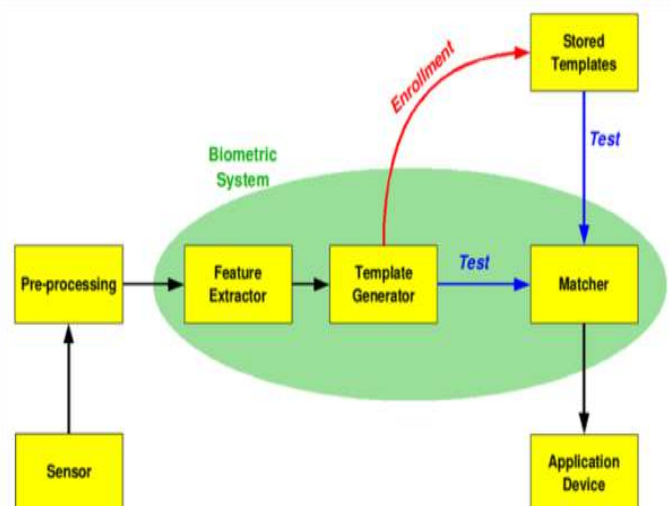 Stored
Templates
Enrollment
Test
Biometric
System
Pre-processing
Feature
Extractor
Template
Generator
Test
Matcher
Sensor
Application
Device